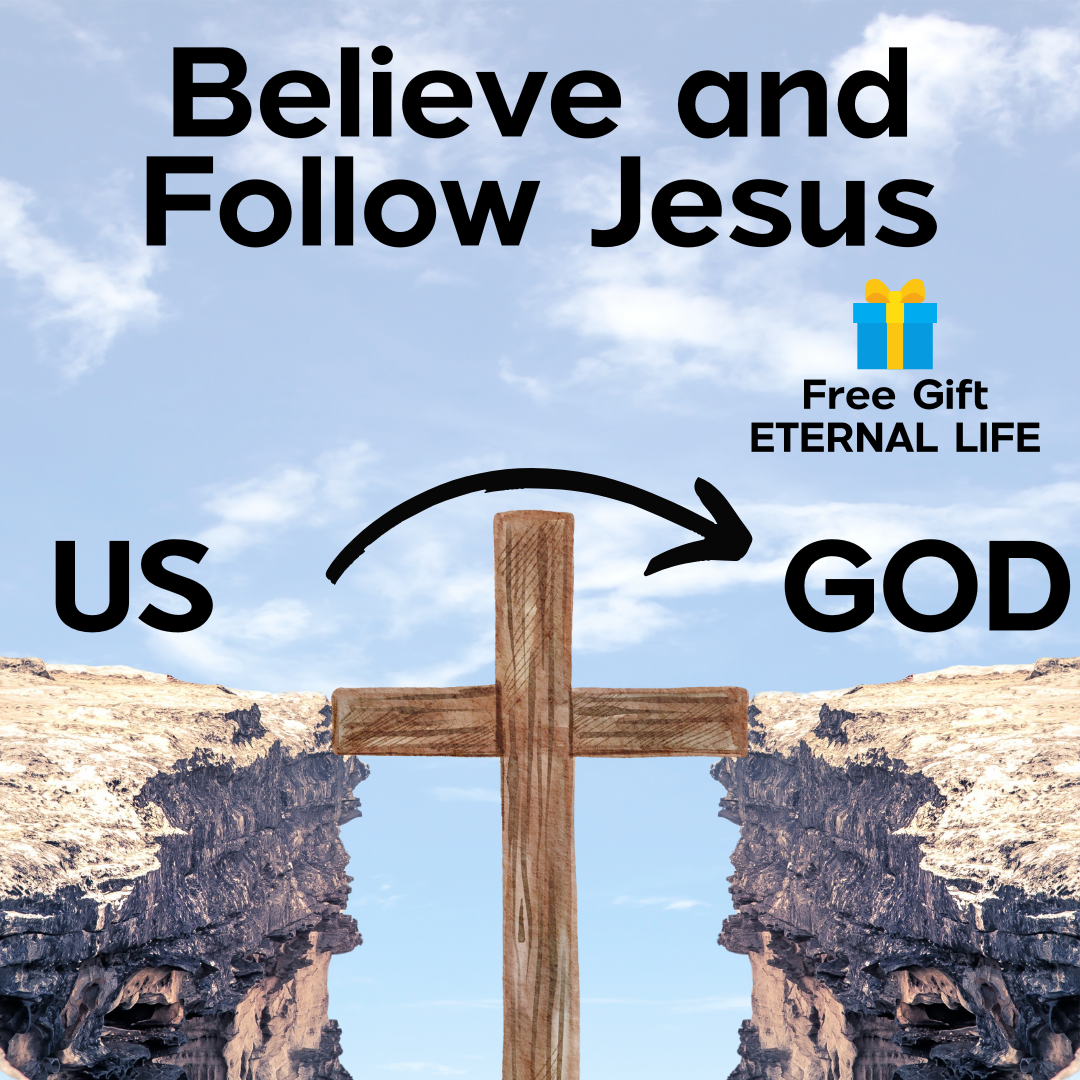 Believe and
Follow Jesus
Free Gift
ETERNAL LIFE
US
GOD